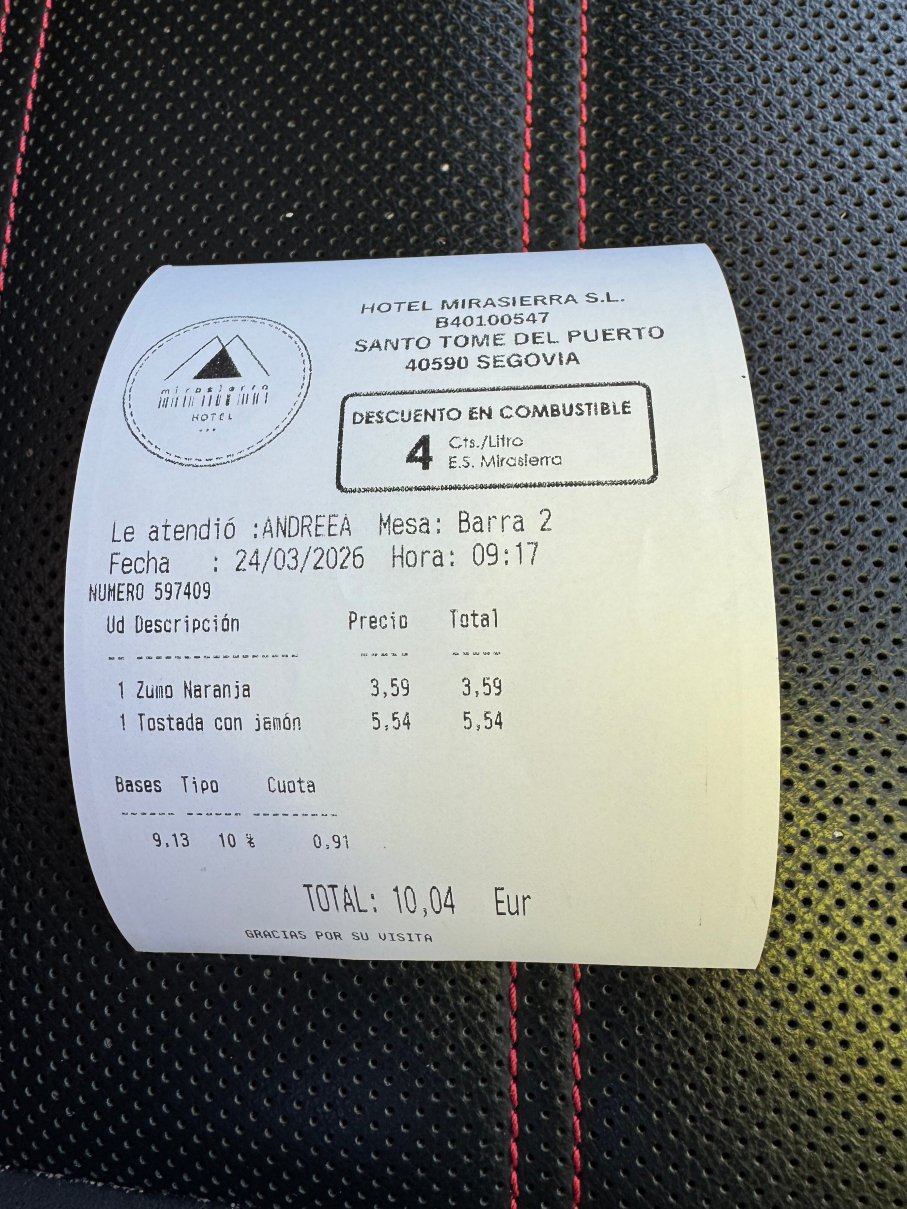 mirasierra
HOTEL
HOTEL MIRASIERRA S.L.
B40100547
SANTO TOME DEL PUERTO
40590 SEGOVIA
DESCUENTO EN COMBUSTIBLE
4 Cts./Litro
E.S. Mirasierra
Le atendió :ANDREEA Mesa: Barra 2
Fecha : 24/03/2026 Hora: 09:17
NUMERO 597409
Ud Descripción Precio Total
1 Zumo Naranja 3,59 3,59
1 Tostada con jamón 5,54 5,54
Bases Tipo Cuota
9,13 10 % 0,91
TOTAL: 10,04 Eur
GRACIAS POR SU VISITA